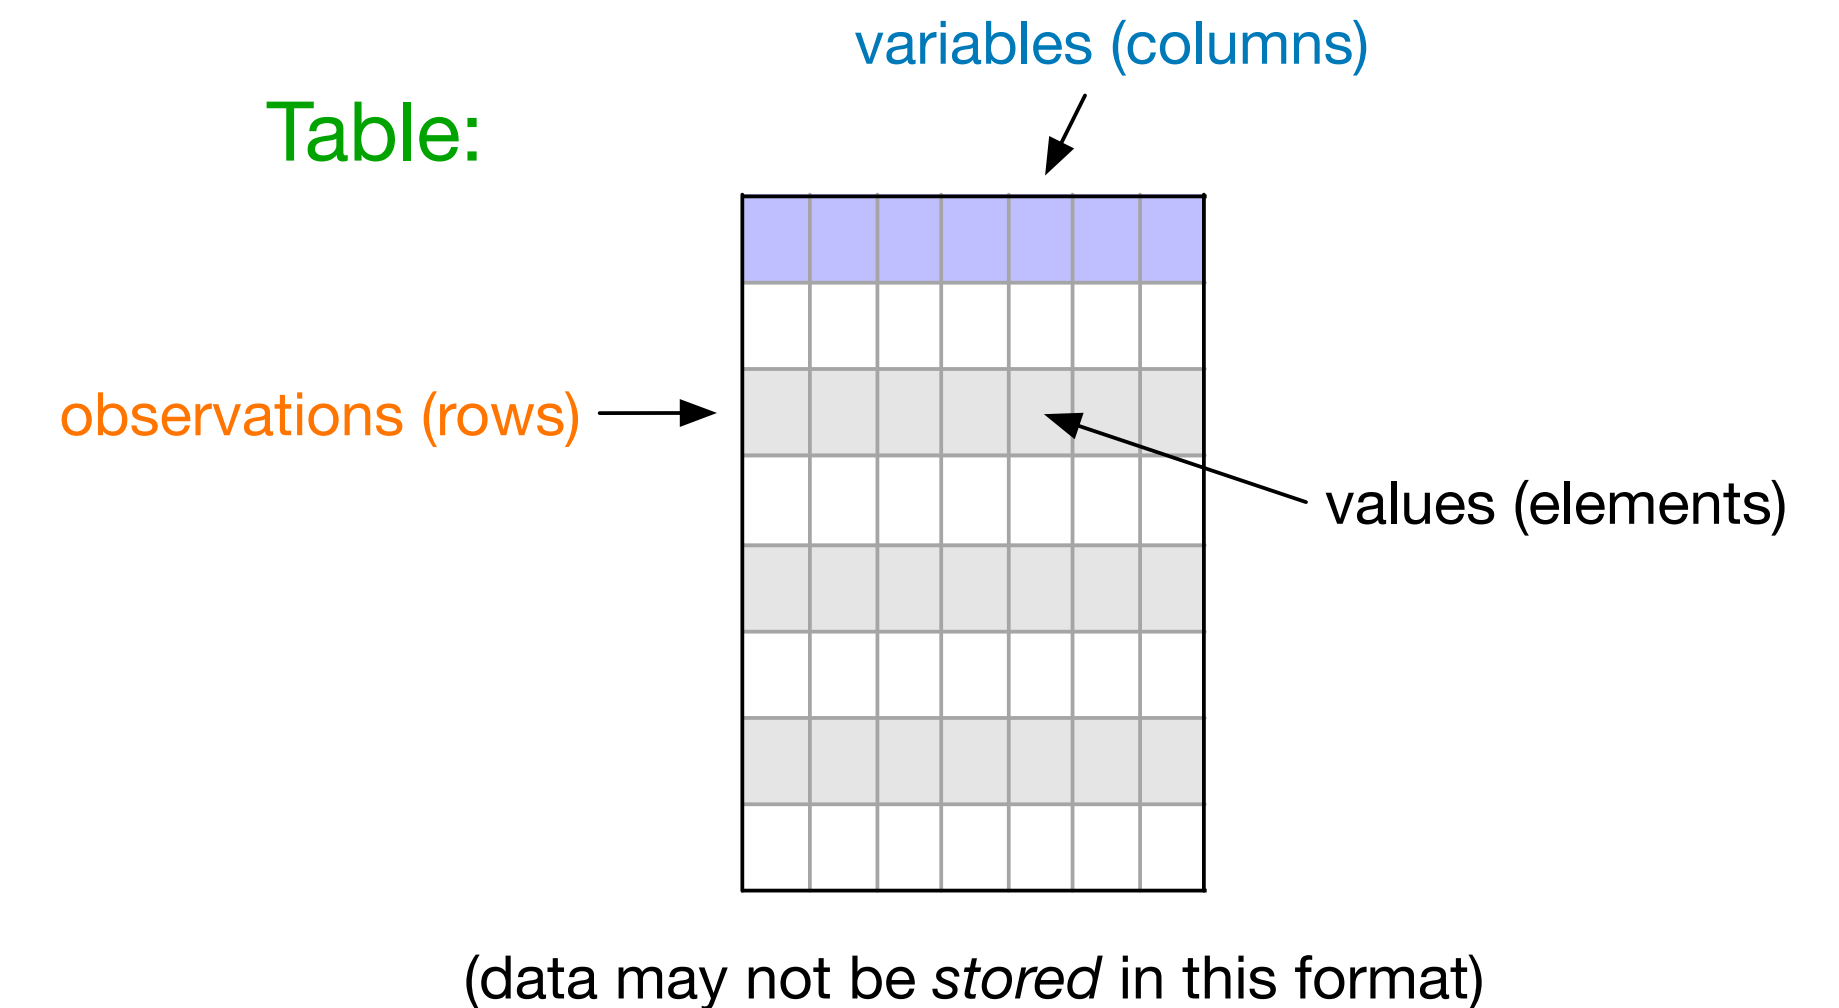 variables (columns)
Table:
observations (rows)
values (elements)
(data may not be stored in this format)